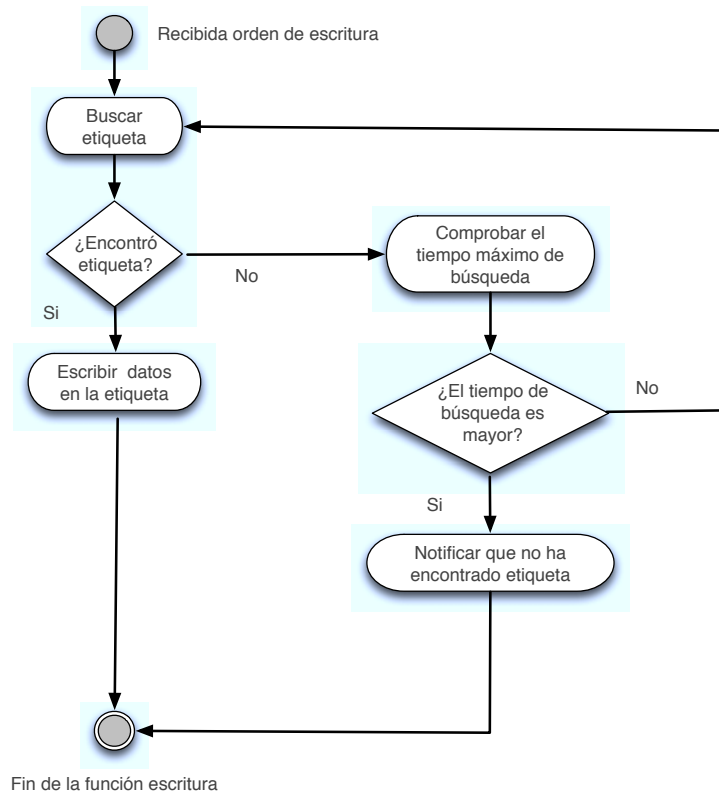 Recibida orden de escritura
Buscar
etiqueta
¿Encontró
etiqueta?
No
Comprobar el
tiempo máximo de
búsqueda
Si
Escribir datos
en la etiqueta
¿El tiempo de
búsqueda es
mayor?
No
Si
Notificar que no ha
encontrado etiqueta
Fin de la función escritura